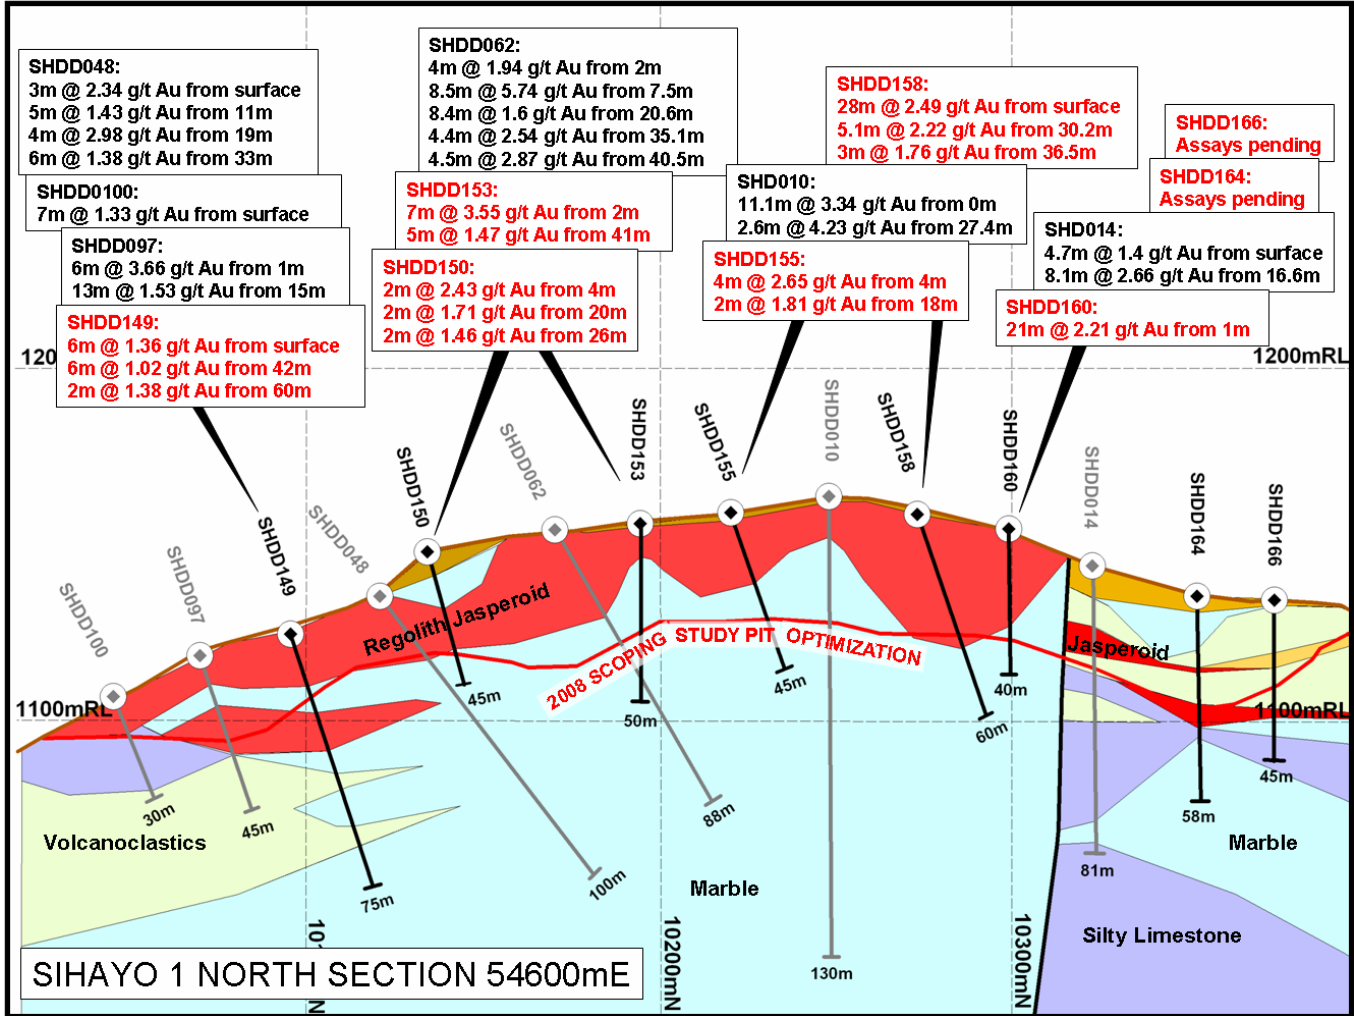 SHDD048:
3m @ 2.34 g/t Au from surface
5m @ 1.43 g/t Au from 11m
4m @ 2.98 g/t Au from 19m
6m @ 1.38 g/t Au from 33m
SHDD0100:
7m @ 1.33 g/t Au from surface
SHDD097:
6m @ 3.66 g/t Au from 1m
13m @ 1.53 g/t Au from 15m
SHDD149:
6m @ 1.36 g/t Au from surface
6m @ 1.02 g/t Au from 42m
2m @ 1.38 g/t Au from 60m
SHDD062:
4m @ 1.94 g/t Au from 2m
8.5m @ 5.74 g/t Au from 7.5m
8.4m @ 1.6 g/t Au from 20.6m
4.4m @ 2.54 g/t Au from 35.1m
4.5m @ 2.87 g/t Au from 40.5m
SHDD153:
7m @ 3.55 g/t Au from 2m
5m @ 1.47 g/t Au from 41m
SHDD150:
2m @ 2.43 g/t Au from 4m
2m @ 1.71 g/t Au from 20m
2m @ 1.46 g/t Au from 26m
SHDD158:
28m @ 2.49 g/t Au from surface
5.1m @ 2.22 g/t Au from 30.2m
3m @ 1.76 g/t Au from 36.5m
SHD010:
11.1m @ 3.34 g/t Au from 0m
2.6m @ 4.23 g/t Au from 27.4m
SHDD155:
4m @ 2.65 g/t Au from 4m
2m @ 1.81 g/t Au from 18m
SHDD166:
Assays pending
SHDD164:
Assays pending
SHD014:
4.7m @ 1.4 g/t Au from surface
8.1m @ 2.66 g/t Au from 16.6m
SHDD160:
21m @ 2.21 g/t Au from 1m
120
1200mRL
SHDD100
SHDD097
SHDD149
SHDD048
SHDD150
SHDD062
SHDD153
SHDD155
SHDD010
SHDD158
SHDD160
SHDD014
SHDD164
SHDD166
Regolith Jasperoid
Jasperoid
2008 SCOPING STUDY PIT OPTIMIZATION
1100mRL
1100mRL
30m
45m
75m
100m
45m
88m
50m
45m
130m
60m
40m
81m
58m
45m
Volcanoclastics
Marble
Marble
Silty Limestone
10200mN
10300mN
SIHAYO 1 NORTH SECTION 54600mE